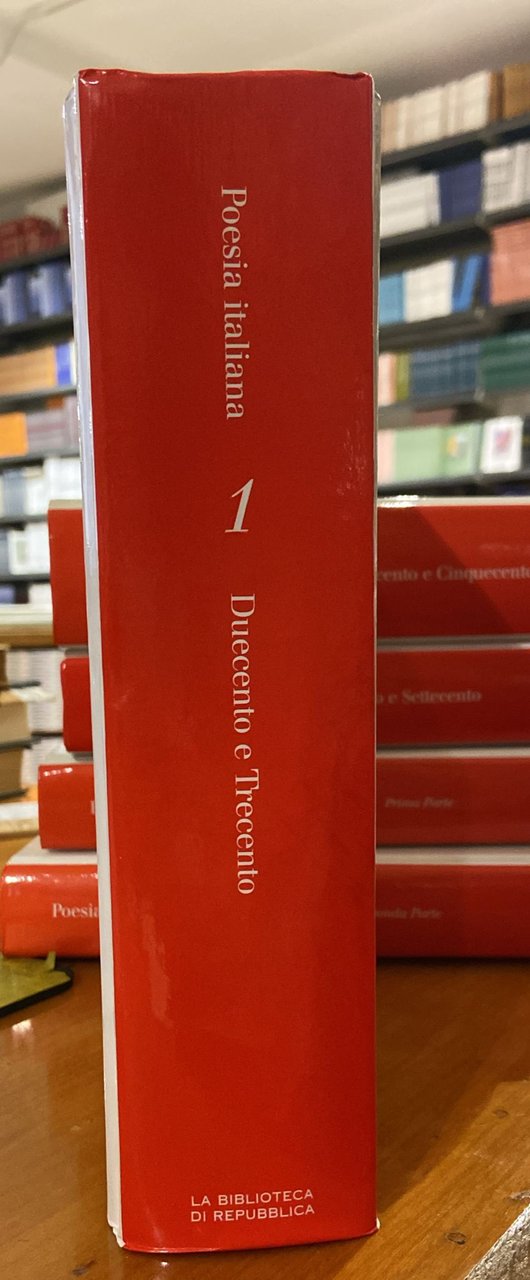 Poesia italiana
1
Duecento e Trecento
LA BIBLIOTECA
DI REPUBBLICA
cento e Cinquecento
o e Settecento
Prima Parte
Poesia
onda Parte